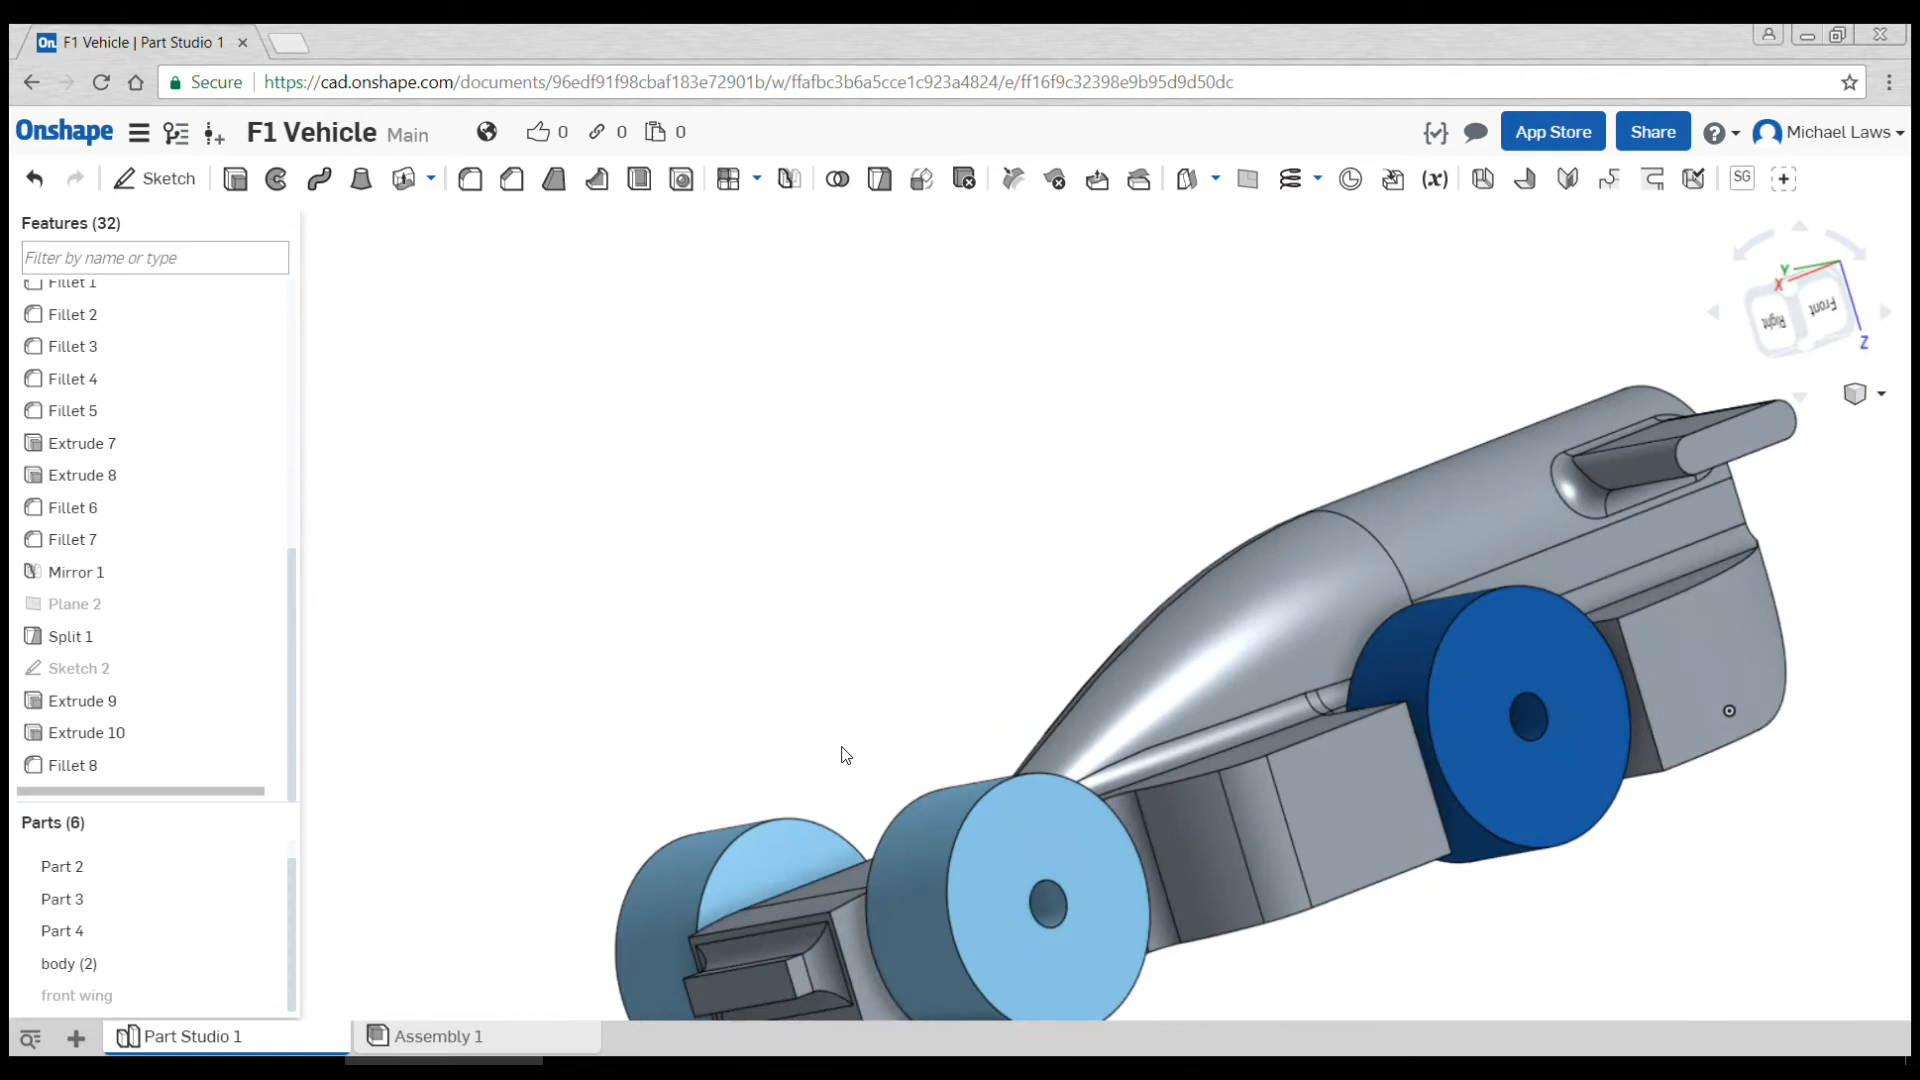 On F1 Vehicle | Part Studio 1
Secure https://cad.onshape.com/documents/96edf91f98cbaf183e72901b/w/ffafbc3b6a5cce1c923a4824/e/ff16f9c32398e9b95d9d50dc
Onshape F1 Vehicle Main 0 0 0 App Store Share Michael Laws
Sketch (x) SG
Features (32)
Filter by name or type
Fillet 1
Fillet 2
Fillet 3
Fillet 4
Fillet 5
Extrude 7
Extrude 8
Fillet 6
Fillet 7
Mirror 1
Plane 2
Split 1
Sketch 2
Extrude 9
Extrude 10
Fillet 8
Parts (6)
Part 2
Part 3
Part 4
body (2)
front wing
Y
X
Front
Right
Z
Part Studio 1 Assembly 1